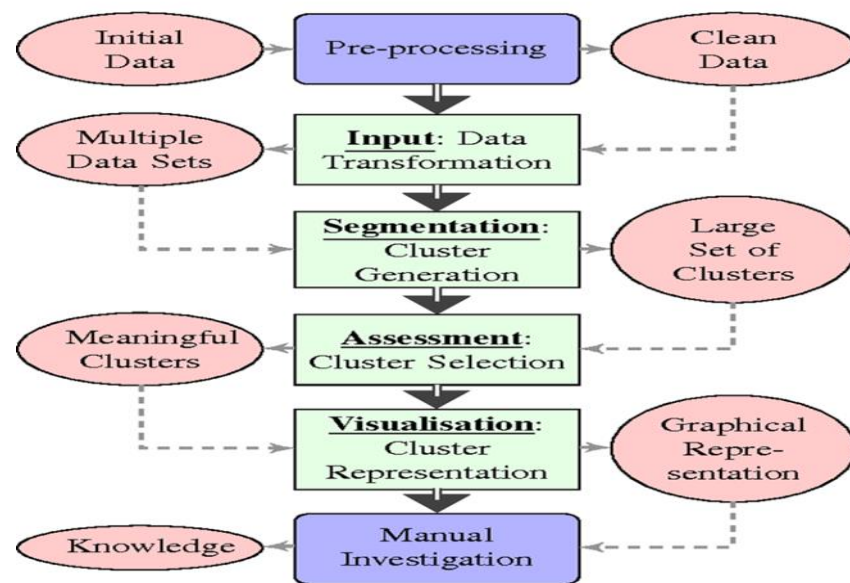 Initial
Data
Pre-processing
Clean
Data
Multiple
Data Sets
Input: Data
Transformation
Segmentation:
Cluster
Generation
Large
Set of
Clusters
Meaningful
Clusters
Assessment:
Cluster Selection
Visualisation:
Cluster
Representation
Graphical
Repre-
sentation
Knowledge
Manual
Investigation